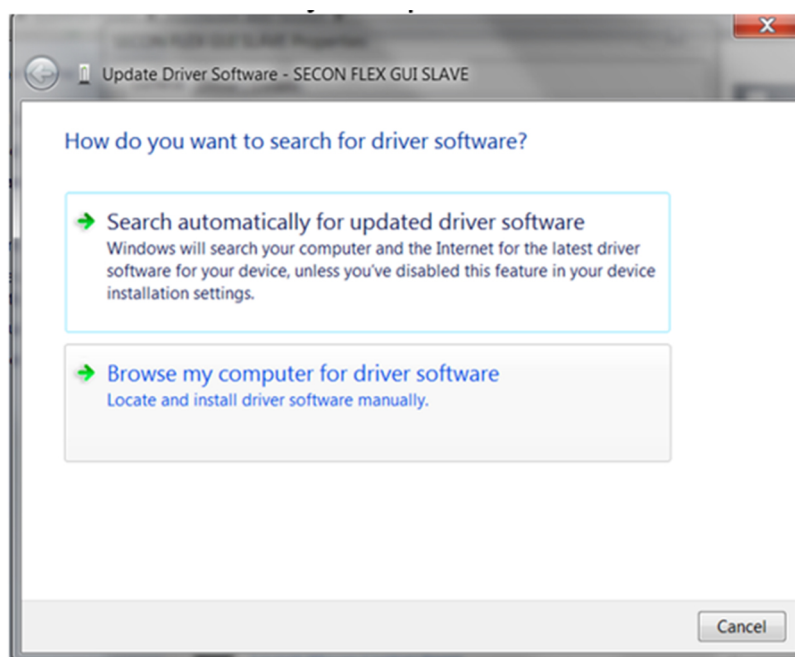 Update Driver Software - SECON FLEX GUI SLAVE
How do you want to search for driver software?
Search automatically for updated driver software
Windows will search your computer and the Internet for the latest driver
software for your device, unless you've disabled this feature in your device
installation settings.
Browse my computer for driver software
Locate and install driver software manually.
Cancel